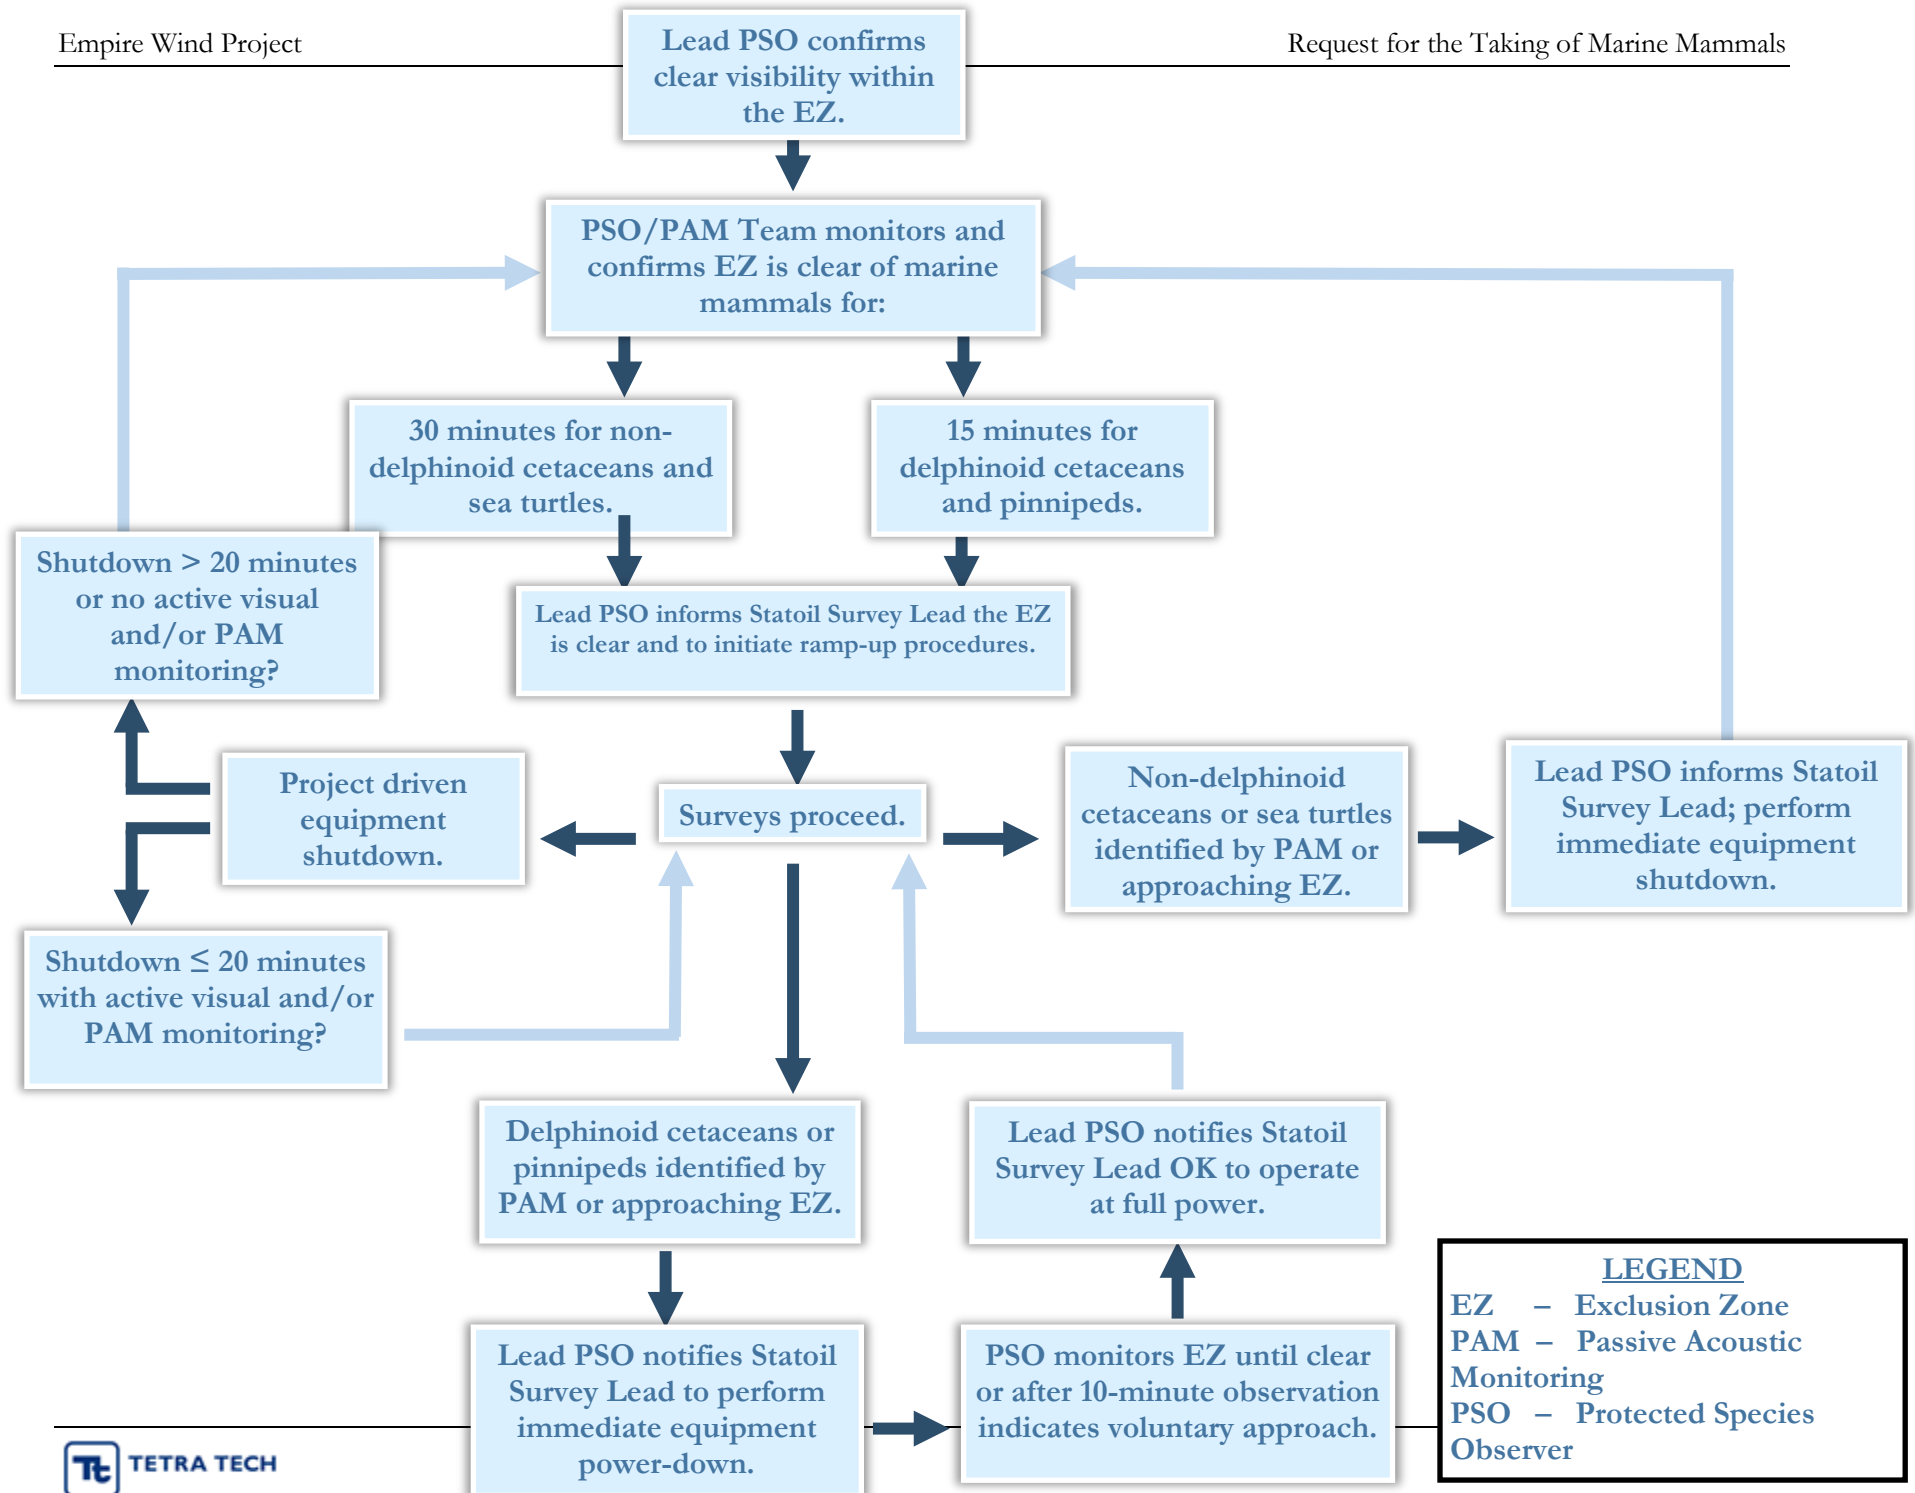 Empire Wind Project
Request for the Taking of Marine Mammals
Lead PSO confirms
clear visibility within
the EZ.
PSO/PAM Team monitors and
confirms EZ is clear of marine
mammals for:
30 minutes for non-
delphinoid cetaceans and
sea turtles.
15 minutes for
delphinoid cetaceans
and pinnipeds.
Shutdown > 20 minutes
or no active visual
and/or PAM
monitoring?
Lead PSO informs Statoil Survey Lead the EZ
is clear and to initiate ramp-up procedures.
Project driven
equipment
shutdown.
Surveys proceed.
Non-delphinoid
cetaceans or sea turtles
identified by PAM or
approaching EZ.
Lead PSO informs Statoil
Survey Lead; perform
immediate equipment
shutdown.
Shutdown ≤ 20 minutes
with active visual and/or
PAM monitoring?
Delphinoid cetaceans or
pinnipeds identified by
PAM or approaching EZ.
Lead PSO notifies Statoil
Survey Lead OK to operate
at full power.
Lead PSO notifies Statoil
Survey Lead to perform
immediate equipment
power-down.
PSO monitors EZ until clear
or after 10-minute observation
indicates voluntary approach.
LEGEND
EZ – Exclusion Zone
PAM – Passive Acoustic
Monitoring
PSO – Protected Species
Observer
Tt TETRA TECH